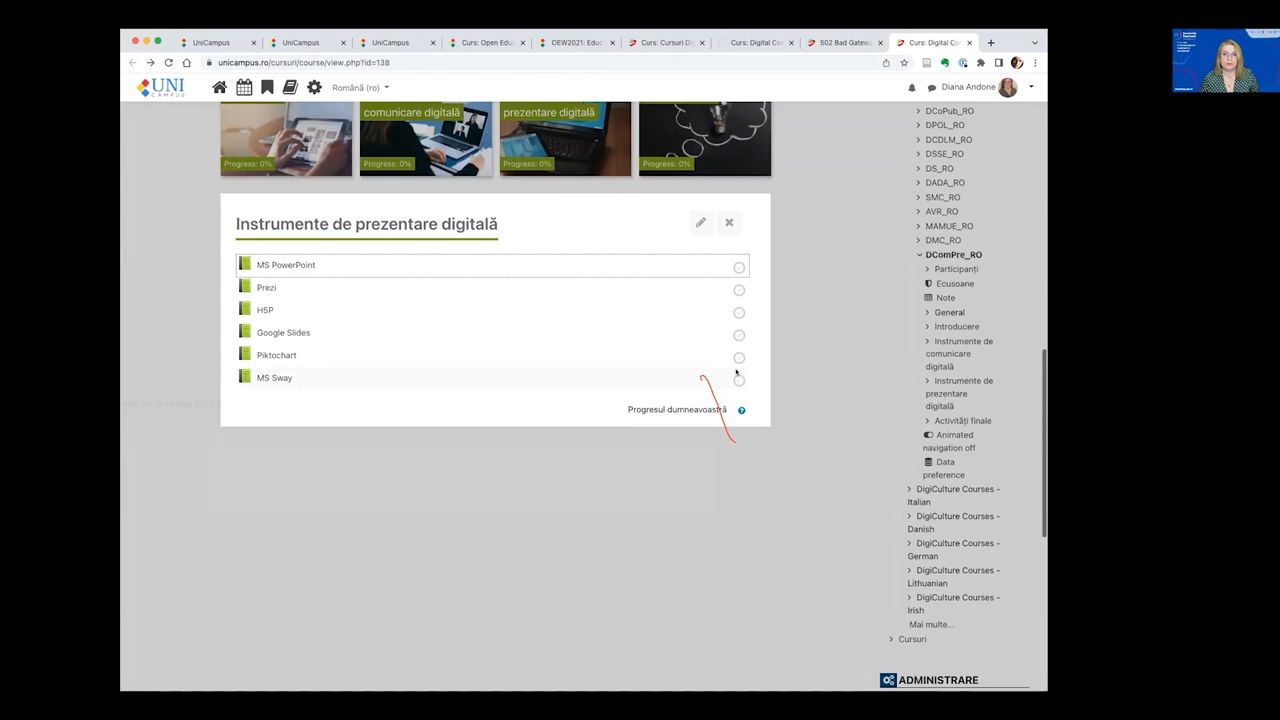 UniCampus
UniCampus
UniCampus
Curs: Open Edu
OEW2021: Educ
Curs: Cursuri Di
Curs: Digital Co
502 Bad Gatew
Curs: Digital Co
unicampus.ro/cursuri/course/view.php?id=138
UNI
CAMPUS
Română (ro)
Diana Andone
comunicare digitală
prezentare digitală
Progress: 0%
Progress: 0%
Progress: 0%
Progress: 0%
Instrumente de prezentare digitală
MS PowerPoint
Prezi
H5P
Google Slides
Piktochart
MS Sway
Progresul dumneavoastră
DCoPub_RO
DPOL_RO
DCDLM_RO
DSSE_RO
DS_RO
DADA_RO
SMC_RO
AVR_RO
MAMUE_RO
DMC_RO
DComPre_RO
Participanți
Ecusoane
Note
General
Introducere
Instrumente de
comunicare
digitală
Instrumente de
prezentare
digitală
Activități finale
Animated
navigation off
Data
preference
DigiCulture Courses -
Italian
DigiCulture Courses -
Danish
DigiCulture Courses -
German
DigiCulture Courses -
Lithuanian
DigiCulture Courses -
Irish
Mai multe...
Cursuri
ADMINISTRARE